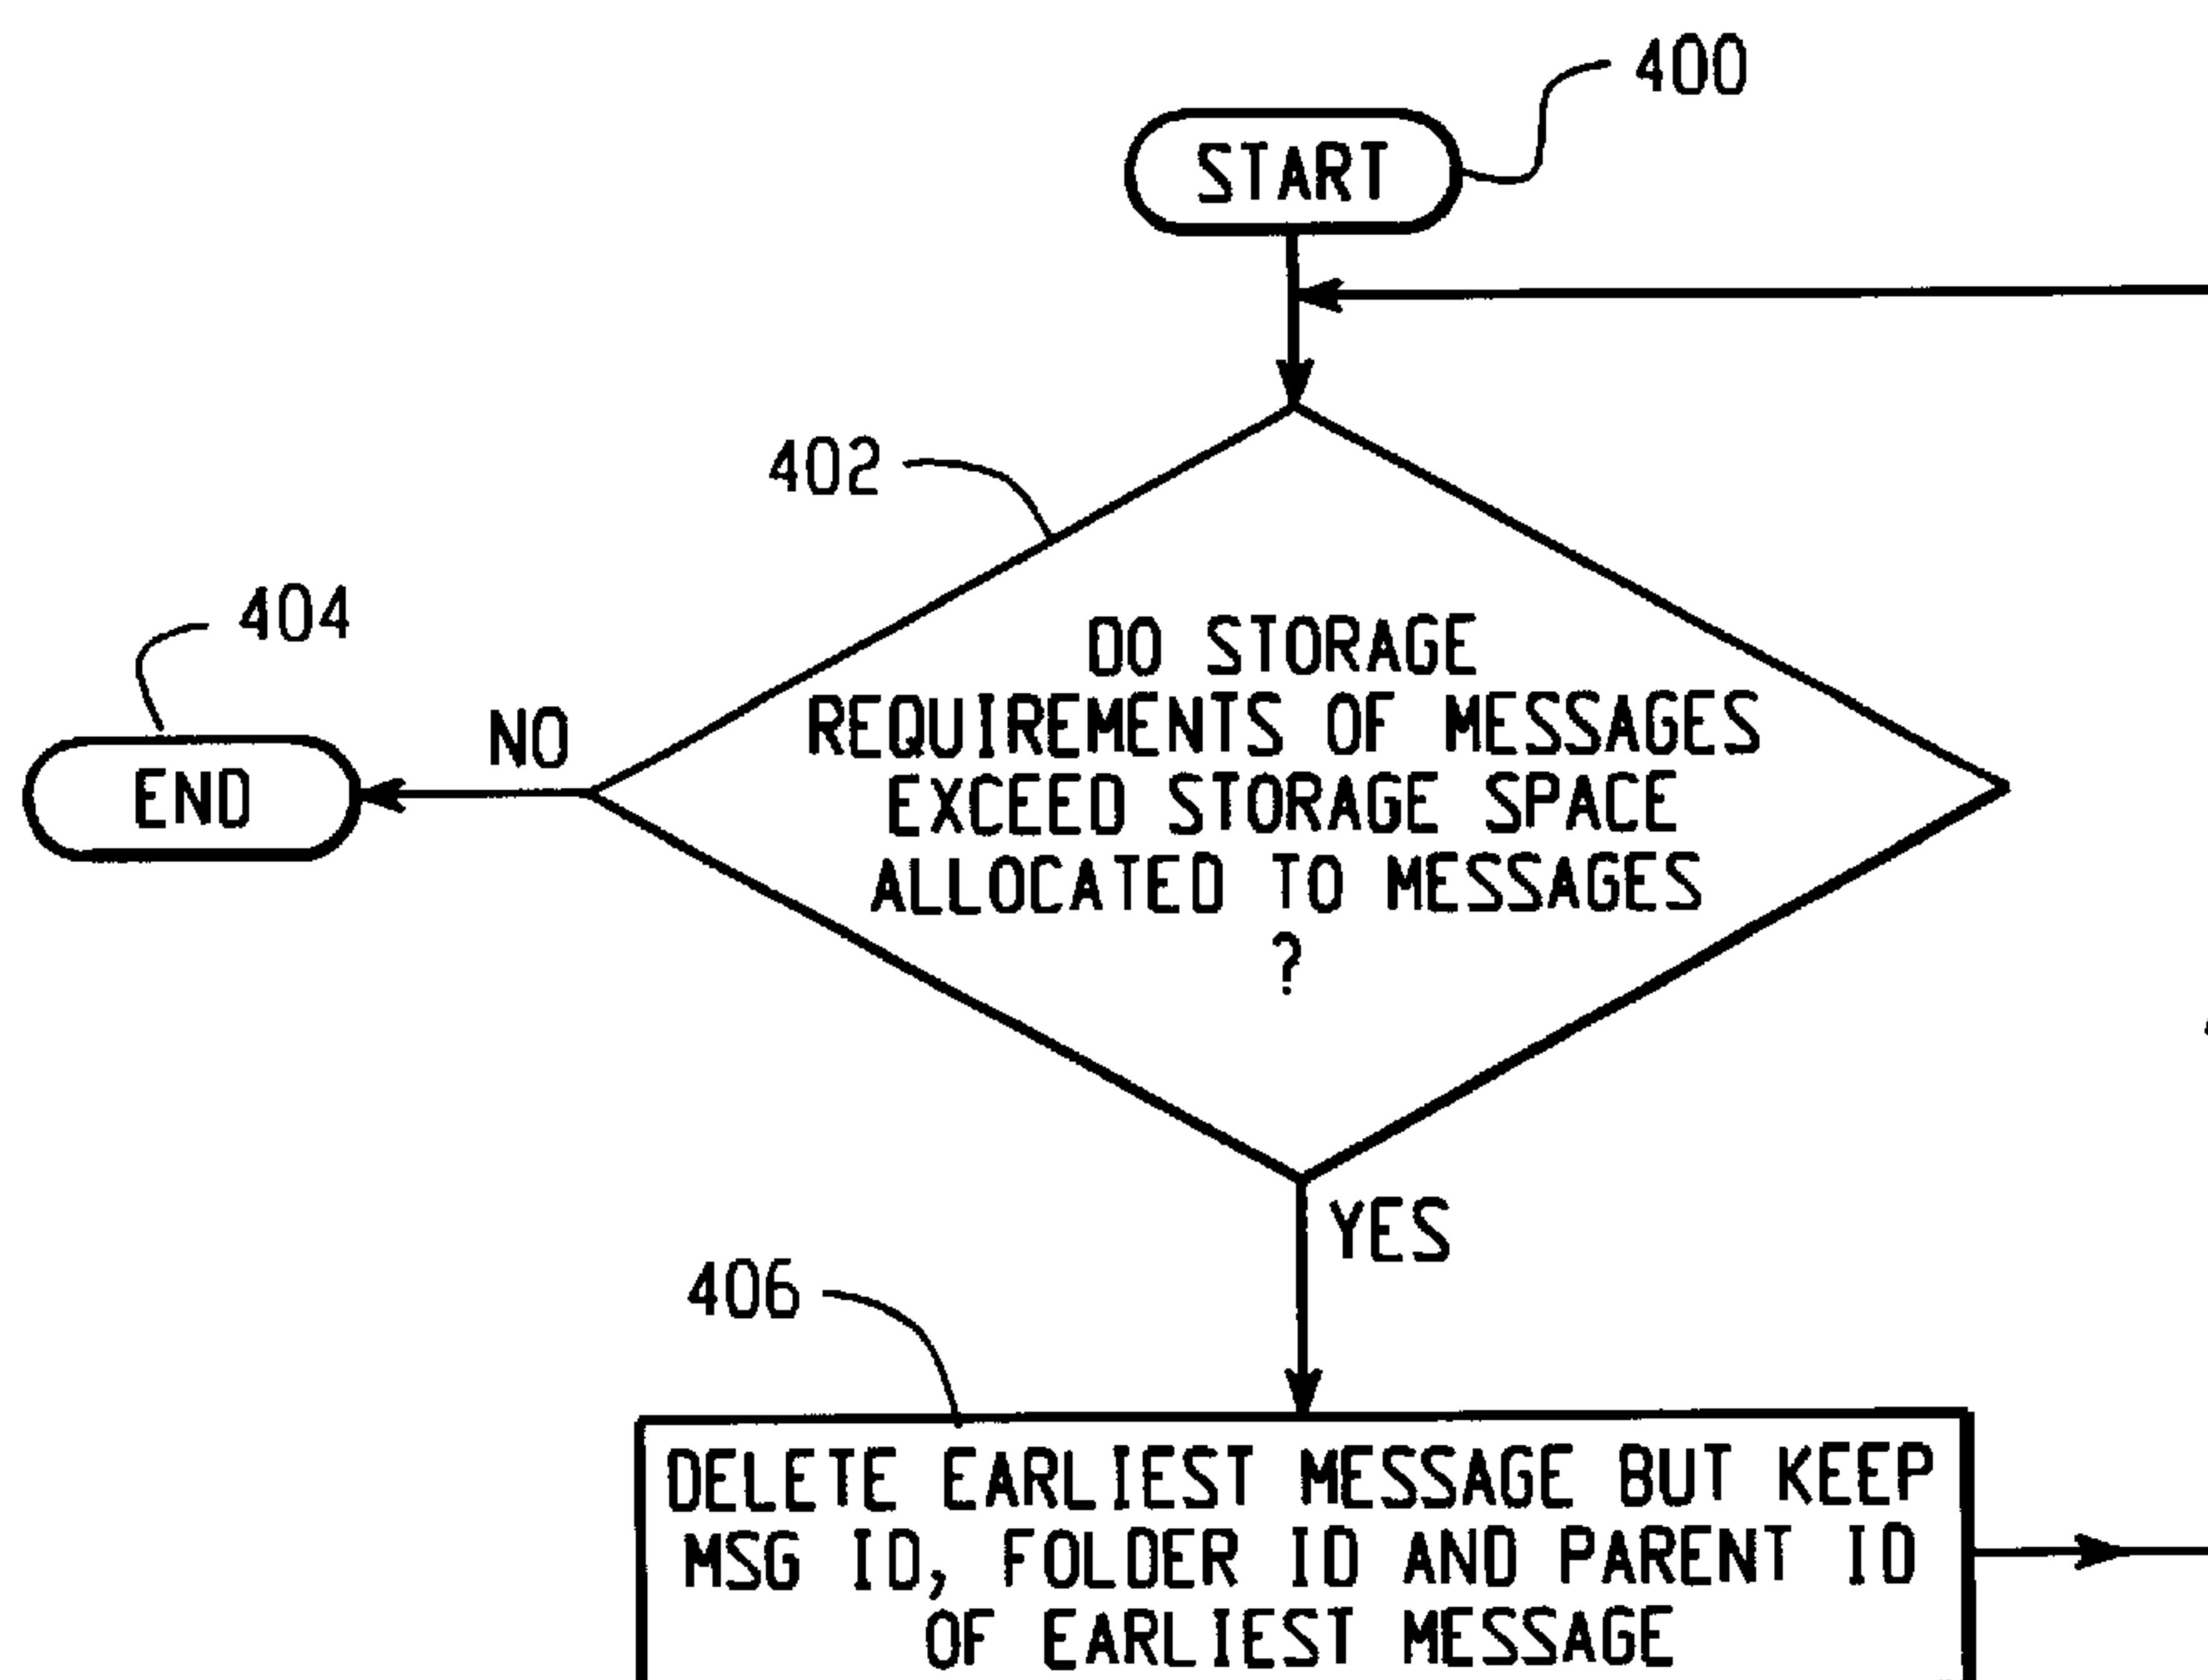 400
START
402
404
DO STORAGE
REQUIREMENTS OF MESSAGES
EXCEED STORAGE SPACE
ALLOCATED TO MESSAGES
?
NO
END
YES
406
DELETE EARLIEST MESSAGE BUT KEEP
MSG ID, FOLDER ID AND PARENT ID
OF EARLIEST MESSAGE